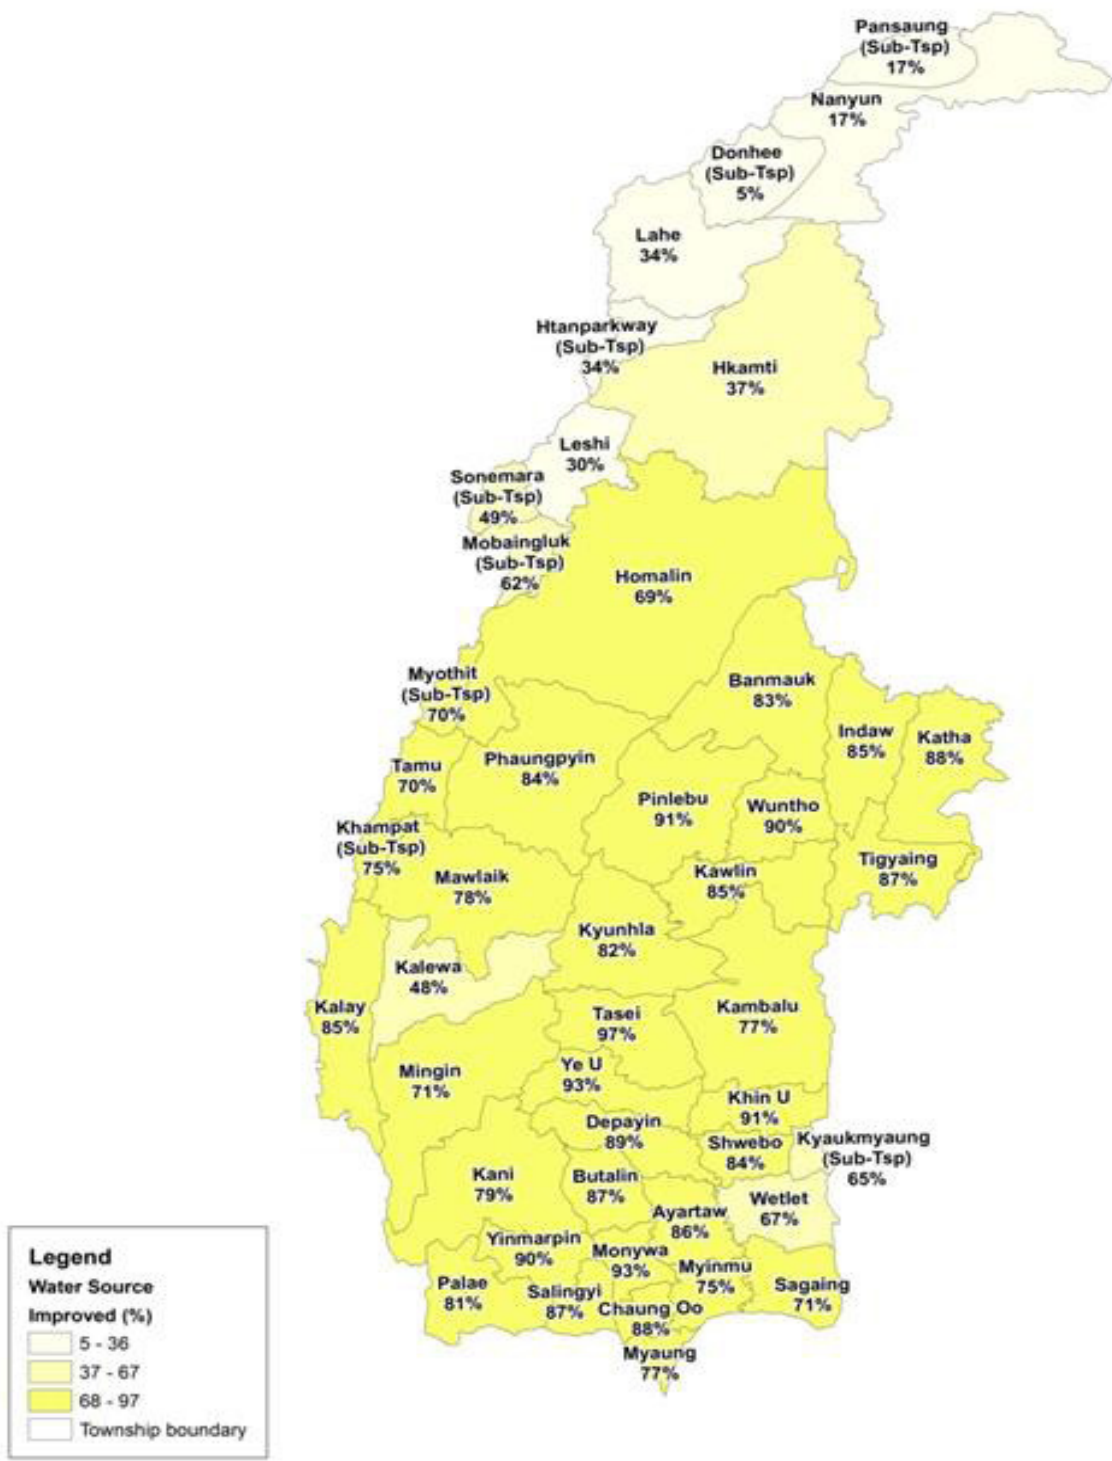 Pansaung
(Sub-Tsp)
17%
Nanyun
17%
Donhee
(Sub-Tsp)
5%
Lahe
34%
Htanparkway
(Sub-Tsp)
34%
Hkamti
37%
Leshi
30%
Sonemara
(Sub-Tsp)
49%
Mobaingluk
(Sub-Tsp)
62%
Homalin
69%
Myothit
(Sub-Tsp)
70%
Banmauk
83%
Indaw
85%
Katha
88%
Tamu
70%
Phaungpyin
84%
Pinlebu
91%
Wuntho
90%
Khampat
(Sub-Tsp)
75%
Mawlaik
78%
Kawlin
85%
Tigyaing
87%
Kyunhla
82%
Kalewa
48%
Kalay
85%
Tasei
97%
Kambalu
77%
Mingin
71%
Ye U
93%
Khin U
91%
Depayin
89%
Shwebo
84%
Kyaukmyaung
(Sub-Tsp)
65%
Kani
79%
Butalin
87%
Wetlet
67%
Ayartaw
86%
Yinmarpin
90%
Monywa
93%
Myinmu
75%
Sagaing
71%
Palae
81%
Salingyi
87%
Chaung Oo
88%
Myaung
77%
Legend
Water Source
Improved (%)
5 - 36
37 - 67
68 - 97
Township boundary